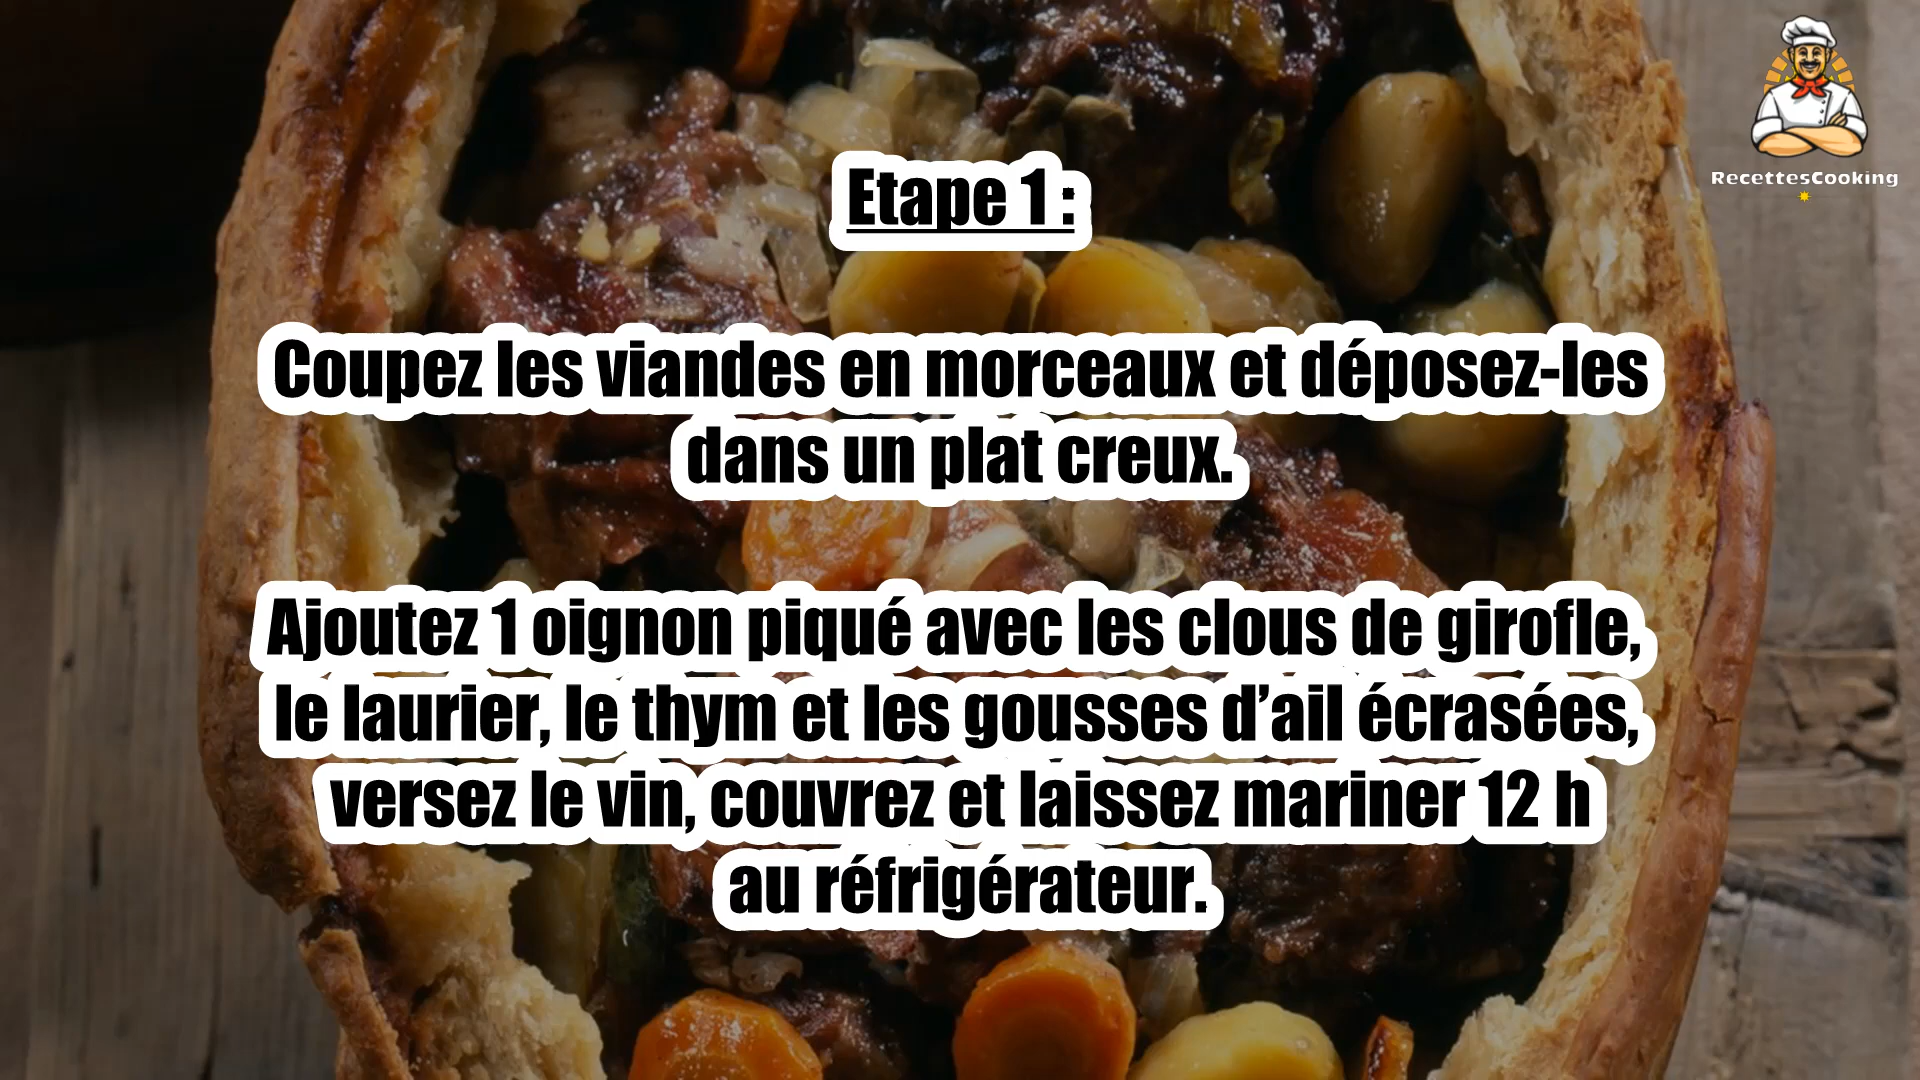 RecettesCooking
Etape 1 :
Coupez les viandes en morceaux et déposez-les
dans un plat creux.
Ajoutez 1 oignon piqué avec les clous de girofle,
le laurier, le thym et les gousses d’ail écrasées,
versez le vin, couvrez et laissez mariner 12 h
au réfrigérateur.